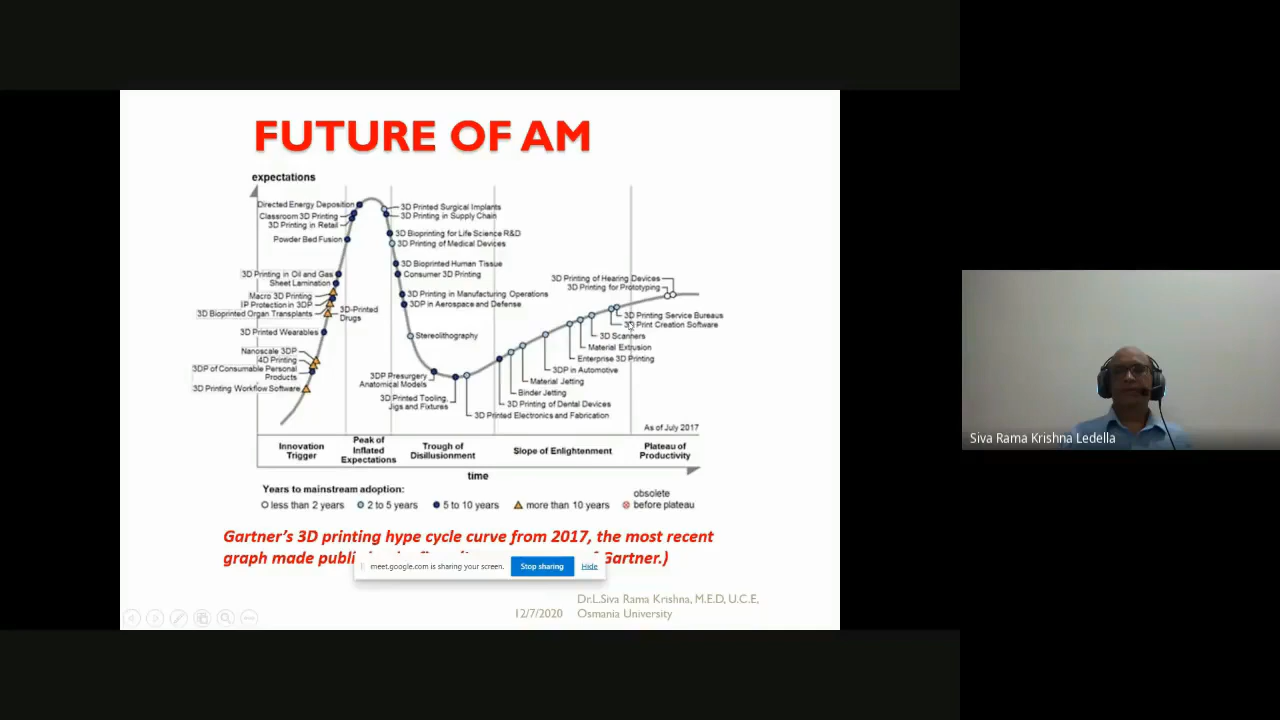 FUTURE OF AM
expectations
Directed Energy Deposition
Classroom 3D Printing
3D Printing in Retail
Powder Bed Fusion
3D Printing in Oil and Gas
Sheet Lamination
Macro 3D Printing
IP Protection in 3DP
3D Bioprinted Organ Transplants
3D-Printed
Drugs
3D Printed Wearables
Nanoscale 3DP
4D Printing
3DP of Consumable Personal
Products
3D Printing Workflow Software
3D Printed Surgical Implants
3D Printing in Supply Chain
3D Bioprinting for Life Science R&D
3D Printing of Medical Devices
3D Bioprinted Human Tissue
Consumer 3D Printing
3D Printing in Manufacturing Operations
3DP in Aerospace and Defense
Stereolithography
3DP Presurgery
Anatomical Models
3D Printed Tooling,
Jigs and Fixtures
3D Printing of Hearing Devices
3D Printing for Prototyping
3D Printing Service Bureaus
3D Print Creation Software
3D Scanners
Material Extrusion
Enterprise 3D Printing
3DP in Automotive
Material Jetting
Binder Jetting
3D Printing of Dental Devices
3D Printed Electronics and Fabrication
As of July 2017
Innovation
Trigger
Peak of
Inflated
Expectations
Trough of
Disillusionment
Slope of Enlightenment
Plateau of
Productivity
time
Years to mainstream adoption:
less than 2 years
2 to 5 years
5 to 10 years
more than 10 years
obsolete
before plateau
Gartner's 3D printing hype cycle curve from 2017, the most recent
graph made Gartner.)
meet.google.com is sharing your screen.
Stop sharing
Hide
12/7/2020
Dr.L.Siva Rama Krishna, M.E.D, U.C.E,
Osmania University
Siva Rama Krishna Ledella